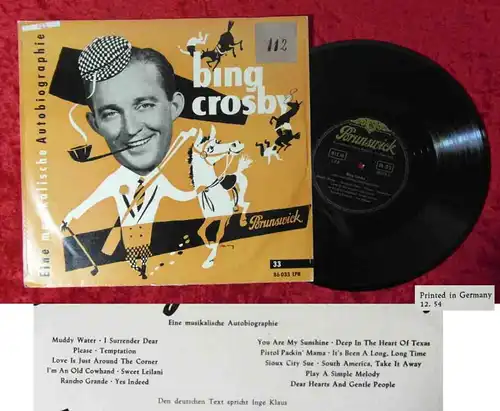 Eine musikalische Autobiographie
112
bing
crosby
Brunswick
33
86 033 LPB
Brunswick
Printed in Germany
12. 54
Eine musikalische Autobiographie
Muddy Water · I Surrender Dear
Please · Temptation
Love Is Just Around The Corner
I'm An Old Cowhand · Sweet Leilani
Rancho Grande · Yes Indeed
You Are My Sunshine · Deep In The Heart Of Texas
Pistol Packin' Mama · It's Been A Long, Long Time
Sioux City Sue · South America, Take It Away
Play A Simple Melody
Dear Hearts And Gentle People
Den deutschen Text spricht Inge Klaus